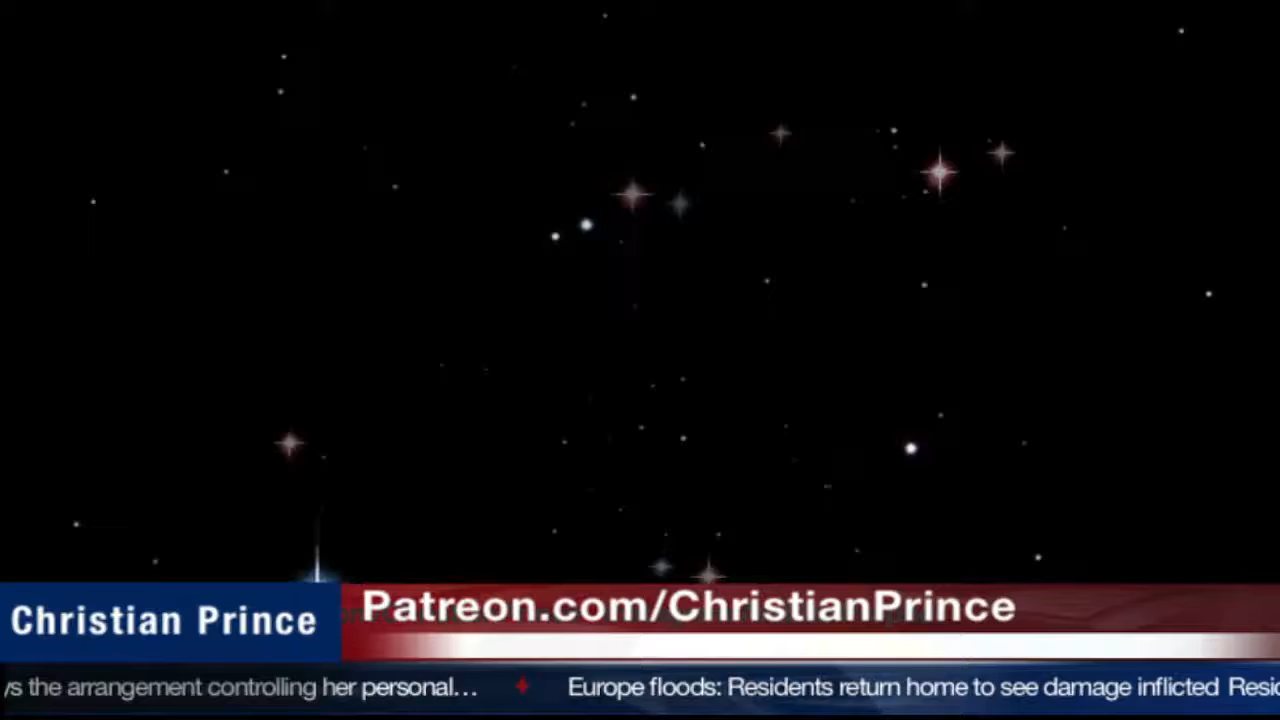 Christian Prince
Patreon.com/ChristianPrince
the arrangement controlling her personal...
Europe floods: Residents return home to see damage inflicted